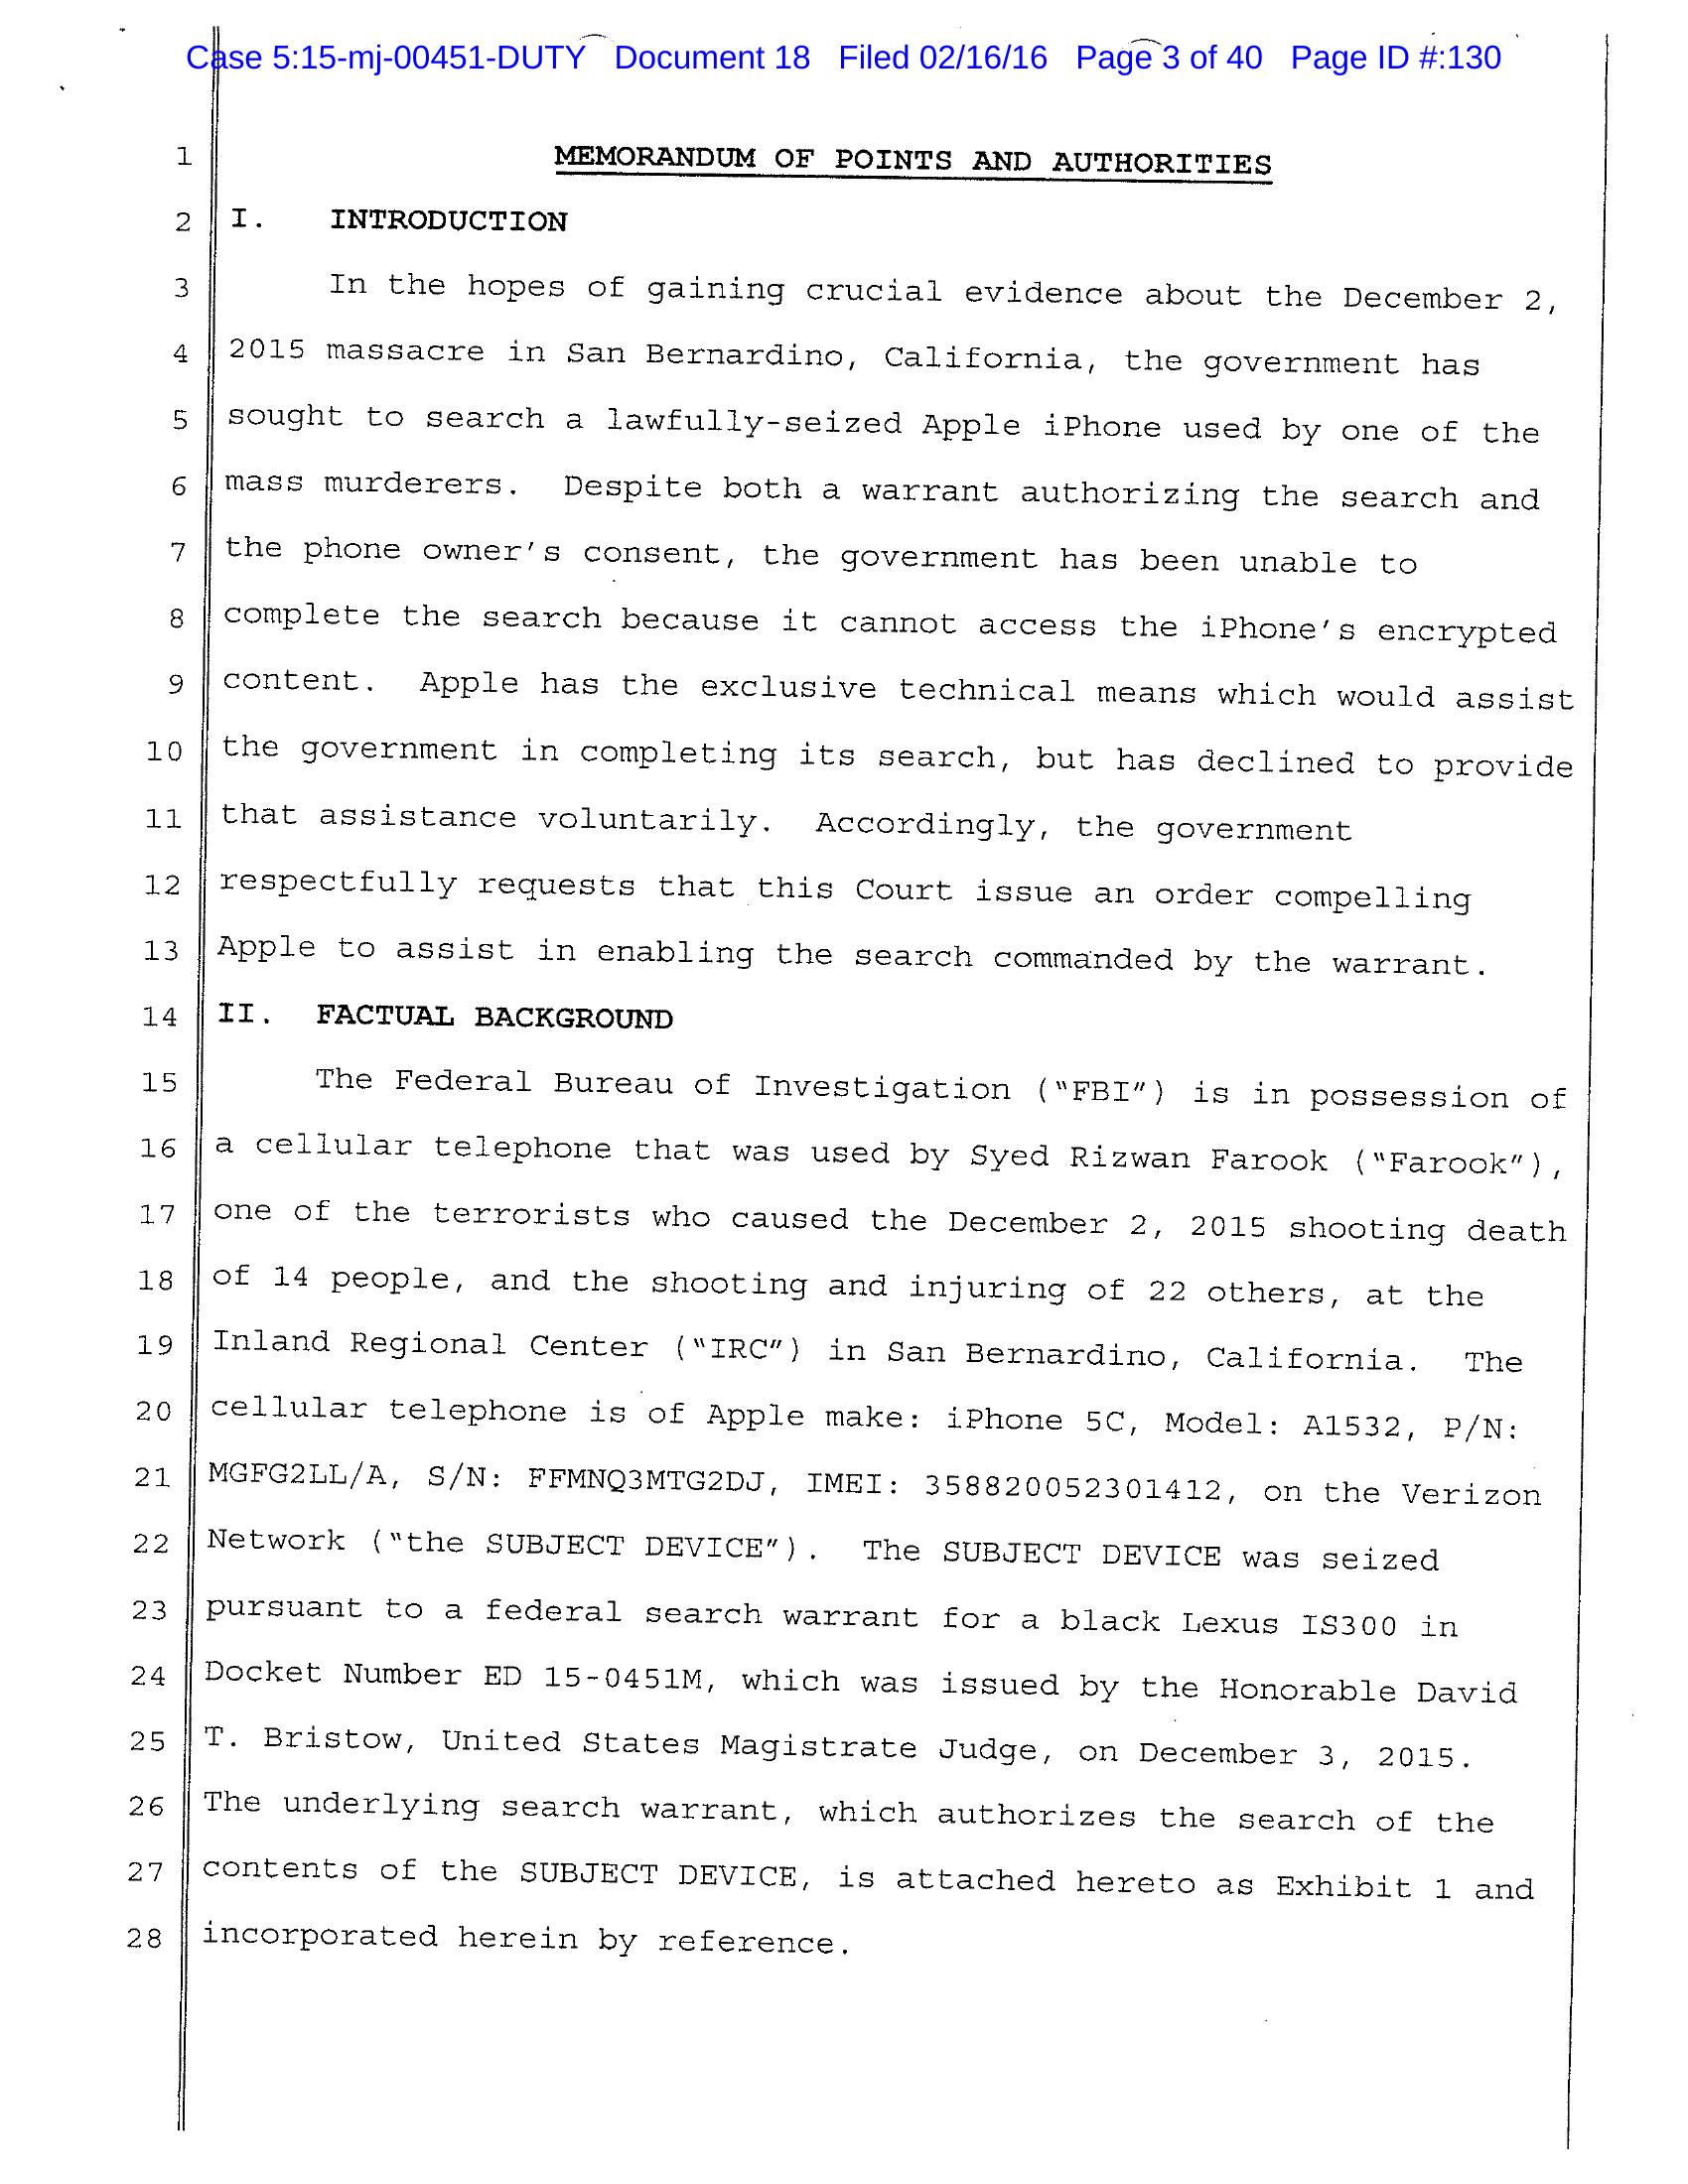 Case 5:15-mj-00451-DUTY Document 18 Filed 02/16/16 Page 3 of 40 Page ID #:130
1 MEMORANDUM OF POINTS AND AUTHORITIES
2 I. INTRODUCTION
3 In the hopes of gaining crucial evidence about the December 2,
4 2015 massacre in San Bernardino, California, the government has
5 sought to search a lawfully-seized Apple iPhone used by one of the
6 mass murderers. Despite both a warrant authorizing the search and
7 the phone owner's consent, the government has been unable to
8 complete the search because it cannot access the iPhone's encrypted
9 content. Apple has the exclusive technical means which would assist
10 the government in completing its search, but has declined to provide
11 that assistance voluntarily. Accordingly, the government
12 respectfully requests that this Court issue an order compelling
13 Apple to assist in enabling the search commanded by the warrant.
14 II. FACTUAL BACKGROUND
15 The Federal Bureau of Investigation ("FBI") is in possession of
16 a cellular telephone that was used by Syed Rizwan Farook ("Farook"),
17 one of the terrorists who caused the December 2, 2015 shooting death
18 of 14 people, and the shooting and injuring of 22 others, at the
19 Inland Regional Center ("IRC") in San Bernardino, California. The
20 cellular telephone is of Apple make: iPhone 5C, Model: A1532, P/N:
21 MGFG2LL/A, S/N: FFMNQ3MTG2DJ, IMEI: 358820052301412, on the Verizon
22 Network ("the SUBJECT DEVICE"). The SUBJECT DEVICE was seized
23 pursuant to a federal search warrant for a black Lexus IS300 in
24 Docket Number ED 15-0451M, which was issued by the Honorable David
25 T. Bristow, United States Magistrate Judge, on December 3, 2015.
26 The underlying search warrant, which authorizes the search of the
27 contents of the SUBJECT DEVICE, is attached hereto as Exhibit 1 and
28 incorporated herein by reference.